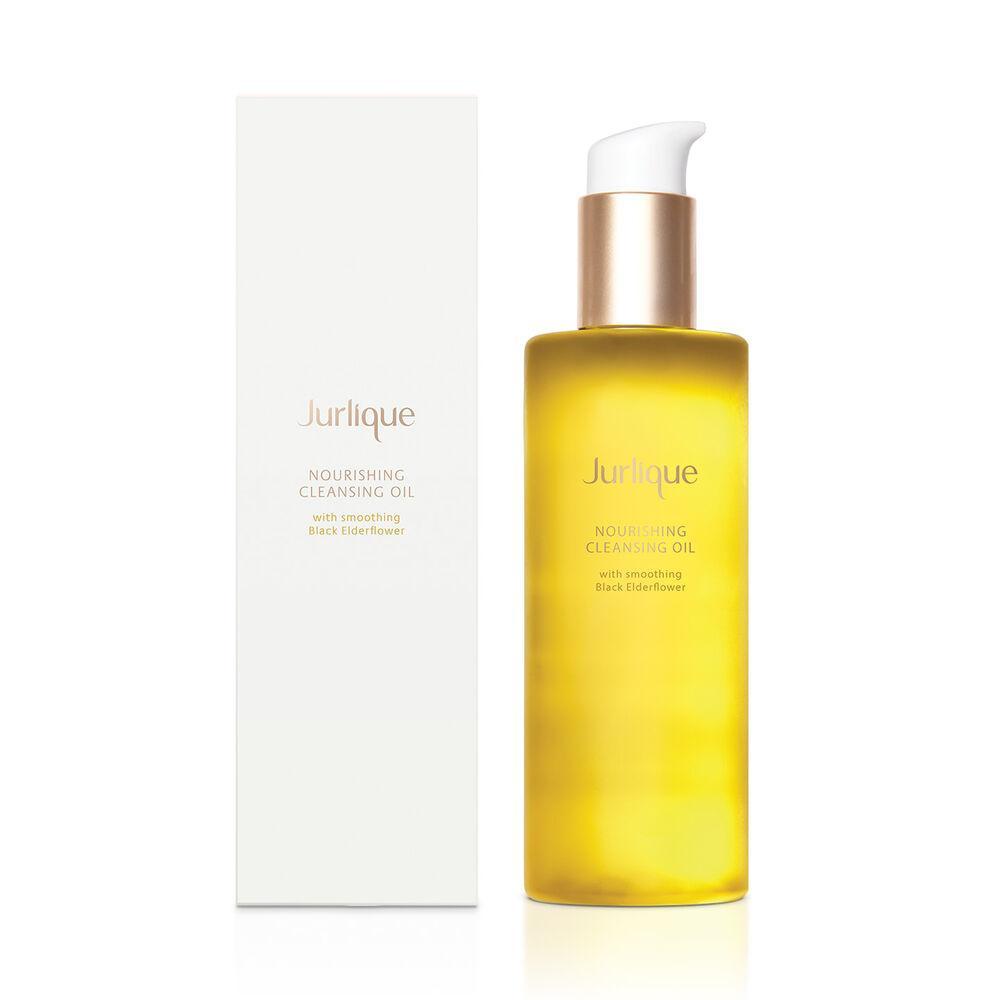 Jurlique
NOURISHING
CLEANSING OIL
with smoothing
Black Elderflower
Jurlique
NOURISHING
CLEANSING OIL
with smoothing
Black Elderflower